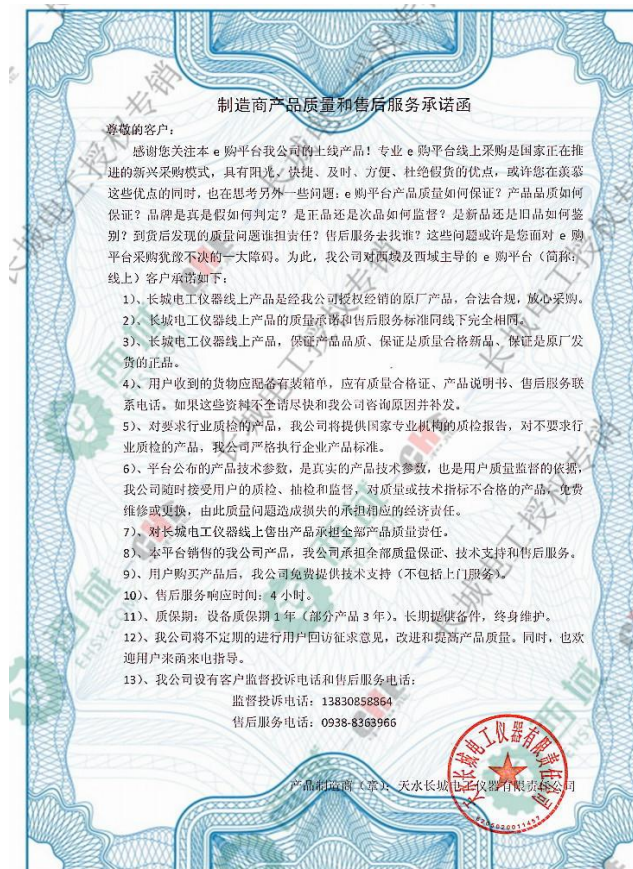 制造商产品质量和售后服务承诺函
尊敬的客户：
感谢您关注本 e 购平台我公司的上线产品！专业 e 购平台线上采购是国家正在推
进的新兴采购模式，具有阳光、快捷、及时、方便、杜绝假货的优点，或许您在羡慕
这些优点的同时，也在思考另外一些问题：e 购平台产品质量如何保证？产品品质如何
保证？品牌是真是假如何判定？是正品还是次品如何监督？是新品还是旧品如何鉴
别？到货后发现的质量问题谁担责任？售后服务去找谁？这些问题或许是您面对 e 购
平台采购犹豫不决的一大障碍。为此，我公司对西域及西域主导的 e 购平台（简称：
线上）客户承诺如下：
1）、长城电工仪器线上产品是经我公司授权经销的原厂产品，合法合规，放心采购。
2）、长城电工仪器线上产品的质量承诺和售后服务标准同线下完全相同。
3）、长城电工仪器线上产品，保证产品品质、保证是质量合格新品、保证是原厂发
货的正品。
4）、用户收到的货物应配备有装箱单，应有质量合格证、产品说明书、售后服务联
系电话。如果这些资料不全请尽快和我公司咨询原因并补发。
5）、对要求行业质检的产品，我公司将提供国家专业机构的质检报告，对不要求行
业质检的产品，我公司严格执行企业产品标准。
6）、平台公布的产品技术参数，是真实的产品技术参数，也是用户质量监督的依据，
我公司随时接受用户的质检、抽检和监督，对质量或技术指标不合格的产品，免费
维修或更换，由此质量问题造成损失的承担相应的经济责任。
7）、对长城电工仪器线上售出产品承担全部产品质量责任。
8）、本平台销售的我公司产品，我公司承担全部质量保证、技术支持和售后服务。
9）、用户购买产品后，我公司免费提供技术支持（不包括上门服务）。
10）、售后服务响应时间：4 小时。
11）、质保期：设备质保期 1 年（部分产品 3 年）。长期提供备件，终身维护。
12）、我公司将不定期的进行用户回访征求意见，改进和提高产品质量。同时，也欢
迎用户来函来电指导。
13）、我公司设有客户监督投诉电话和售后服务电话：
监督投诉电话：13830858864
售后服务电话：0938-8363966
产品制造商（章）：天水长城电工仪器有限责任公司
天水长城电工仪器有限责任公司
6205020011457
长城电工授权专销
西域
EHSY.COM